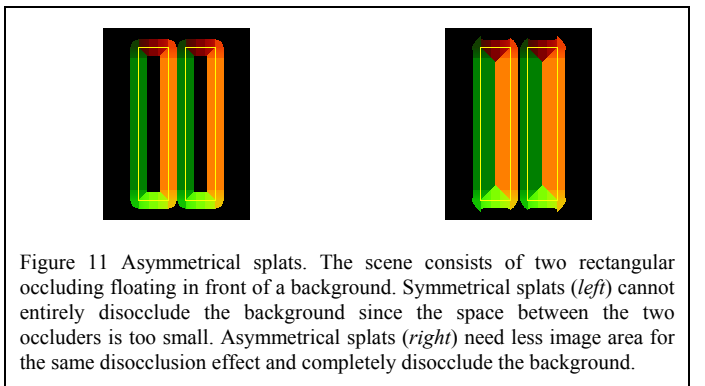 Figure 11 Asymmetrical splats. The scene consists of two rectangular
occluding floating in front of a background. Symmetrical splats (left) cannot
entirely disocclude the background since the space between the two
occluders is too small. Asymmetrical splats (right) need less image area for
the same disocclusion effect and completely disocclude the background.